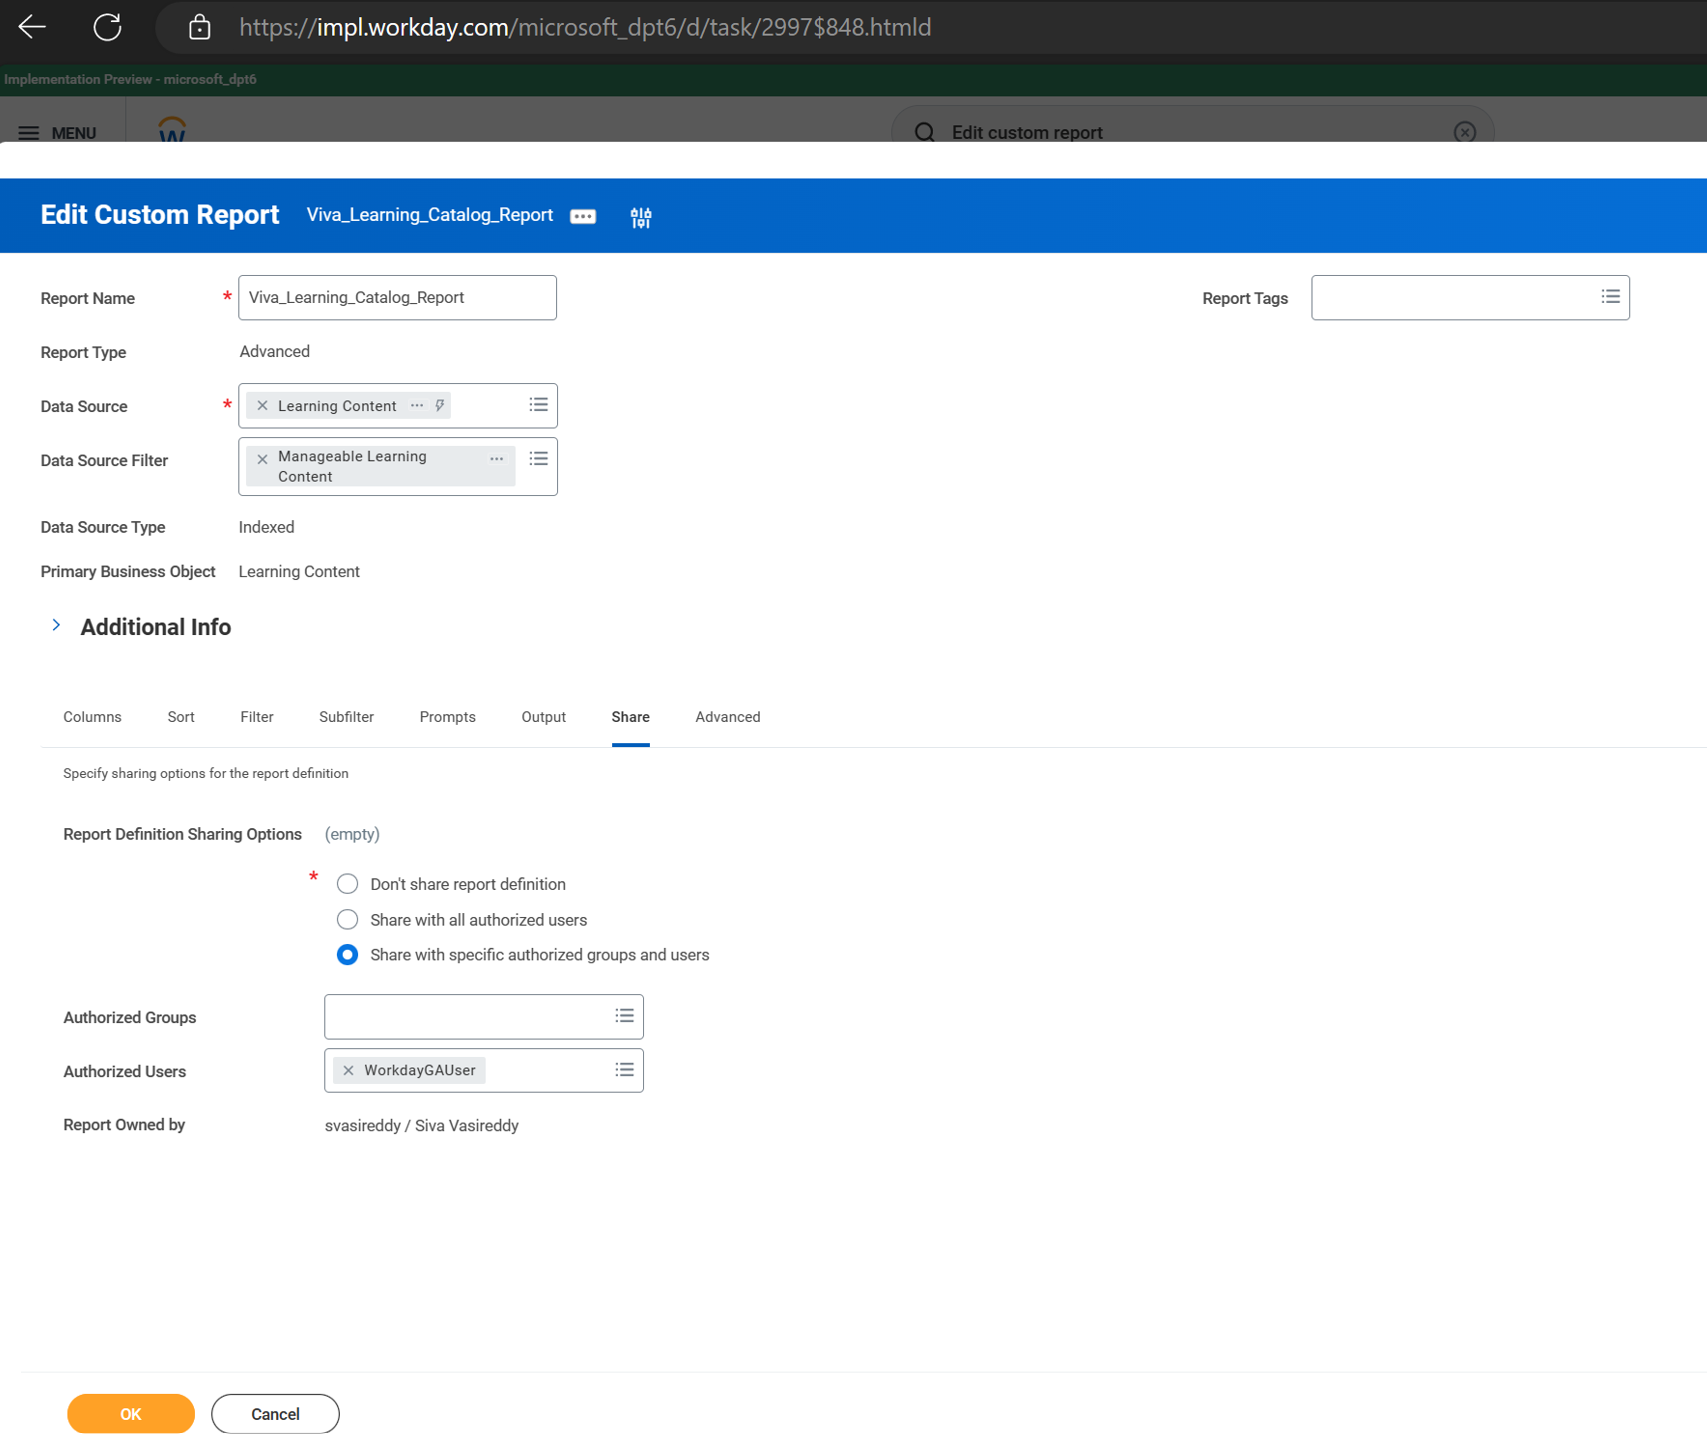 https://impl.workday.com/microsoft_dpt6/d/task/2997$848.htmld
Implementation Preview - microsoft_dpt6
MENU
W
Edit custom report
Edit Custom Report Viva_Learning_Catalog_Report
Report Name * Viva_Learning_Catalog_Report
Report Tags
Report Type Advanced
Data Source * Learning Content
Data Source Filter Manageable Learning
Content
Data Source Type Indexed
Primary Business Object Learning Content
Additional Info
Columns Sort Filter Subfilter Prompts Output Share Advanced
Specify sharing options for the report definition
Report Definition Sharing Options (empty)
* Don't share report definition
Share with all authorized users
Share with specific authorized groups and users
Authorized Groups
Authorized Users WorkdayGAUser
Report Owned by svasireddy / Siva Vasireddy
OK Cancel